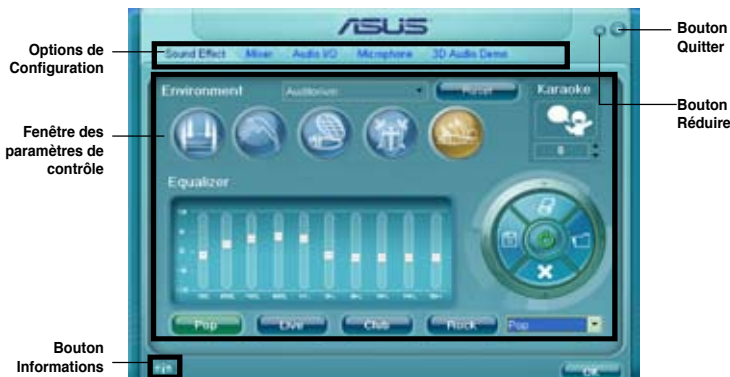 ASUS
Options de
Configuration
Sound Effect Mixer Audio I/O Microphone 3D Audio Demo
Bouton
Quitter
Bouton
Réduire
Environment Auditorium Reset Karaoke
Fenêtre des
paramètres de
contrôle
0
Equalizer
Pop Live Club Rock Pop
Bouton
Informations
OK